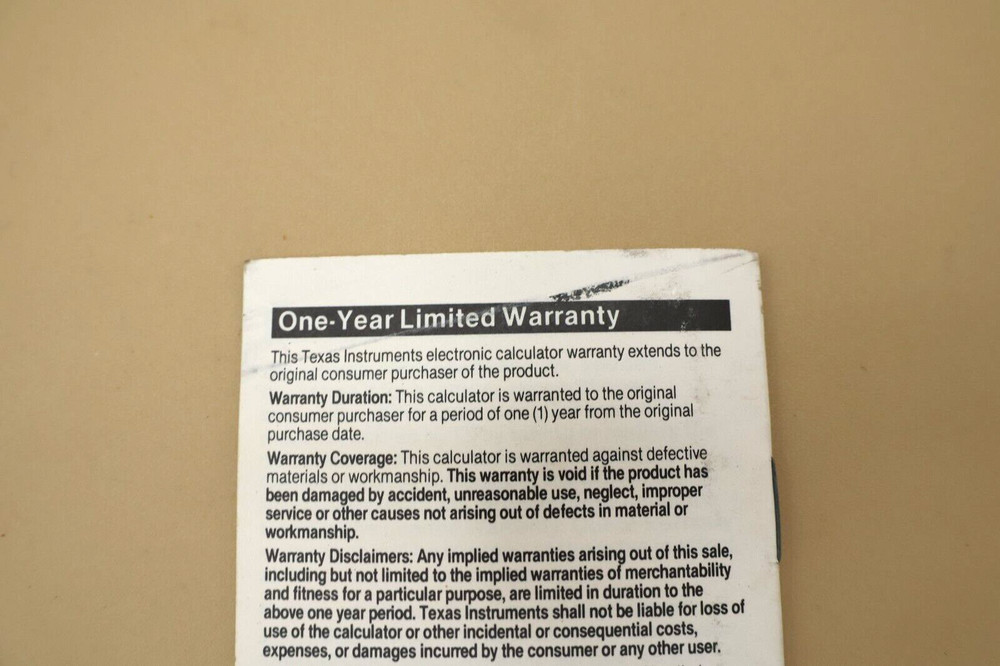 One-Year Limited Warranty
This Texas Instruments electronic calculator warranty extends to the
original consumer purchaser of the product.
Warranty Duration: This calculator is warranted to the original
consumer purchaser for a period of one (1) year from the original
purchase date.
Warranty Coverage: This calculator is warranted against defective
materials or workmanship. This warranty is void if the product has
been damaged by accident, unreasonable use, neglect, improper
service or other causes not arising out of defects in material or
workmanship.
Warranty Disclaimers: Any implied warranties arising out of this sale,
including but not limited to the implied warranties of merchantability
and fitness for a particular purpose, are limited in duration to the
above one year period. Texas Instruments shall not be liable for loss of
use of the calculator or other incidental or consequential costs,
expenses, or damages incurred by the consumer or any other user.